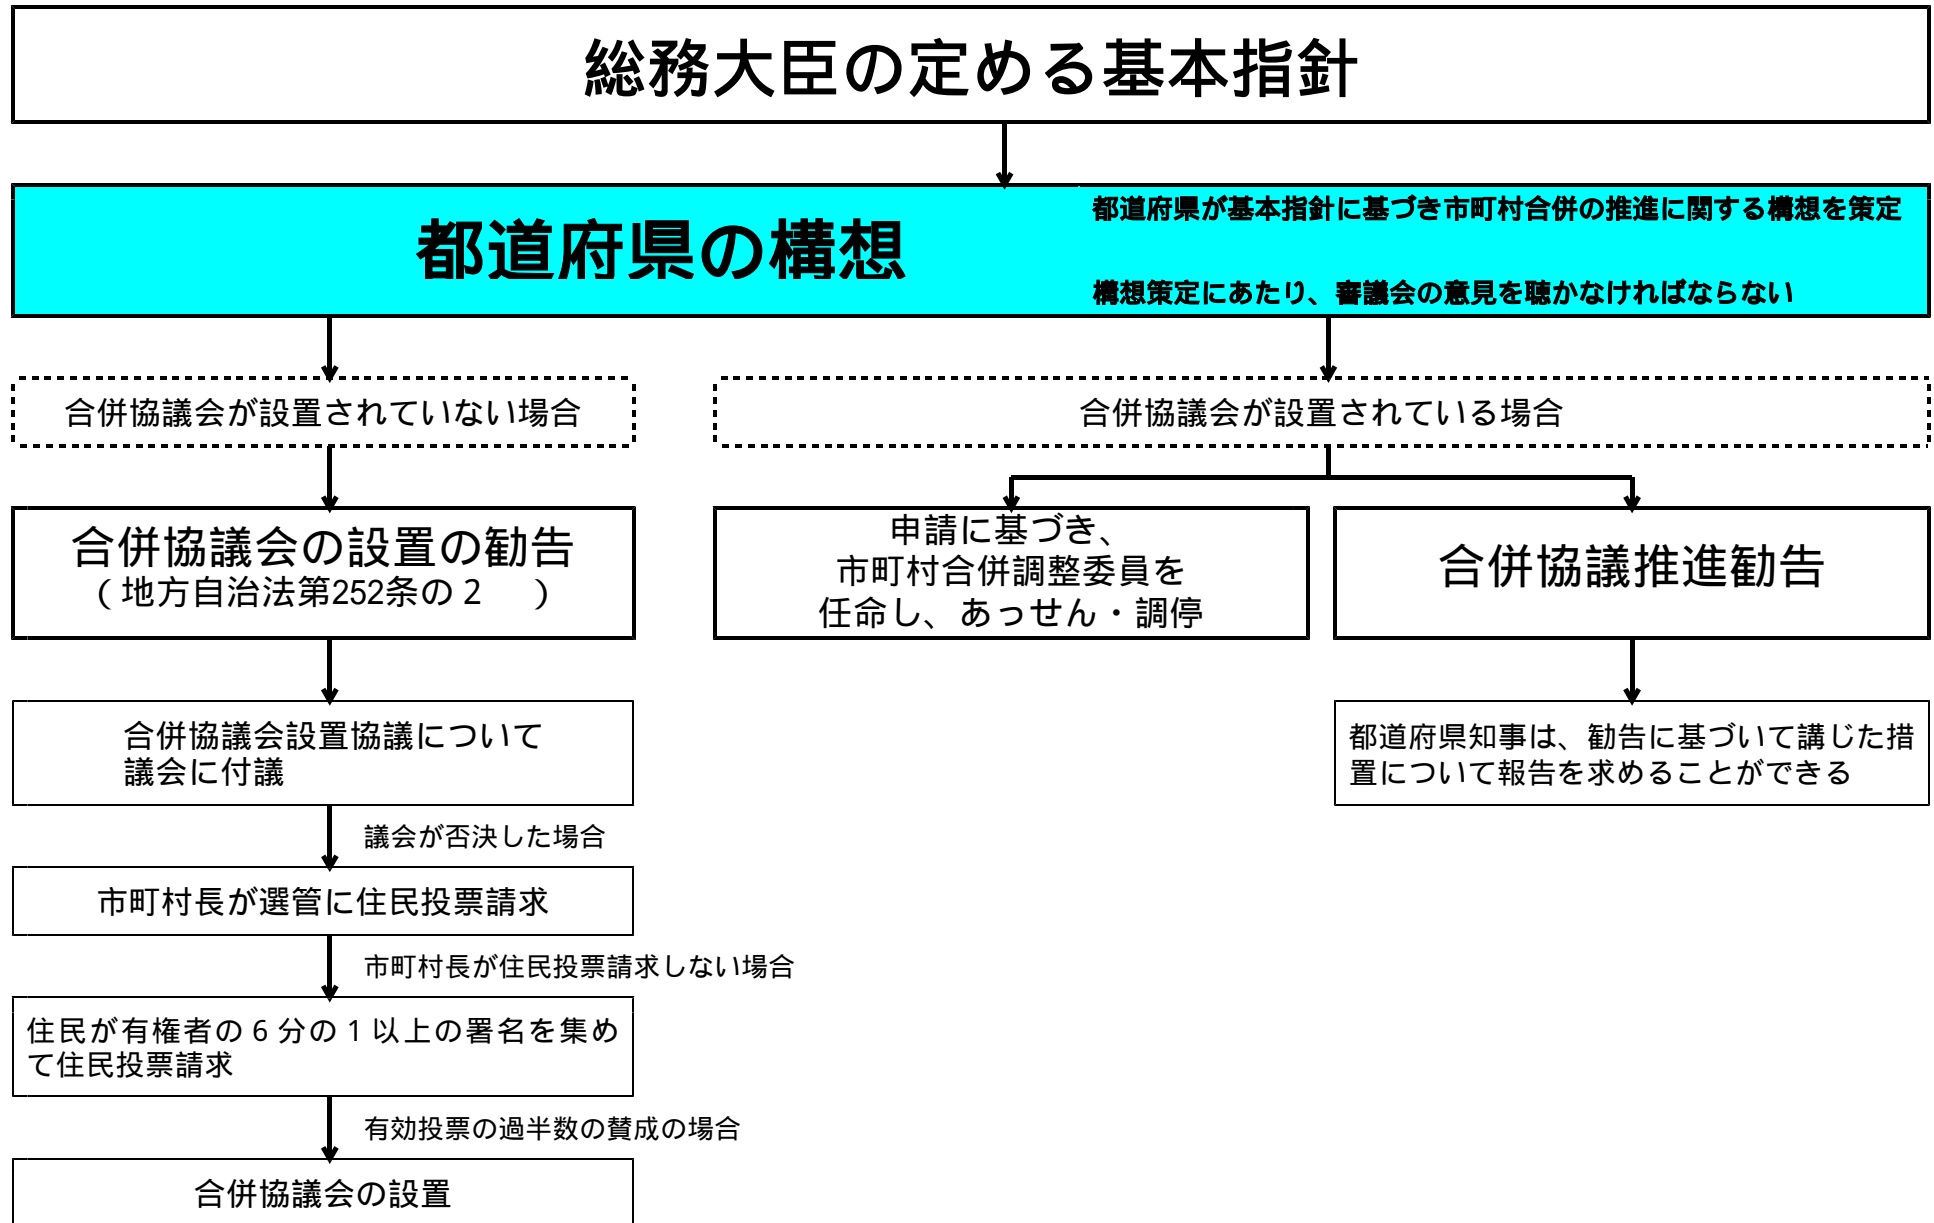 総務大臣の定める基本指針
都道府県の構想
都道府県が基本指針に基づき市町村合併の推進に関する構想を策定
構想策定にあたり、審議会の意見を聴かなければならない
合併協議会が設置されていない場合
合併協議会が設置されている場合
合併協議会の設置の勧告
（地方自治法第252条の２　）
申請に基づき、
市町村合併調整委員を
任命し、あっせん・調停
合併協議推進勧告
合併協議会設置協議について
議会に付議
都道府県知事は、勧告に基づいて講じた措
置について報告を求めることができる
議会が否決した場合
市町村長が選管に住民投票請求
市町村長が住民投票請求しない場合
住民が有権者の６分の１以上の署名を集め
て住民投票請求
有効投票の過半数の賛成の場合
合併協議会の設置